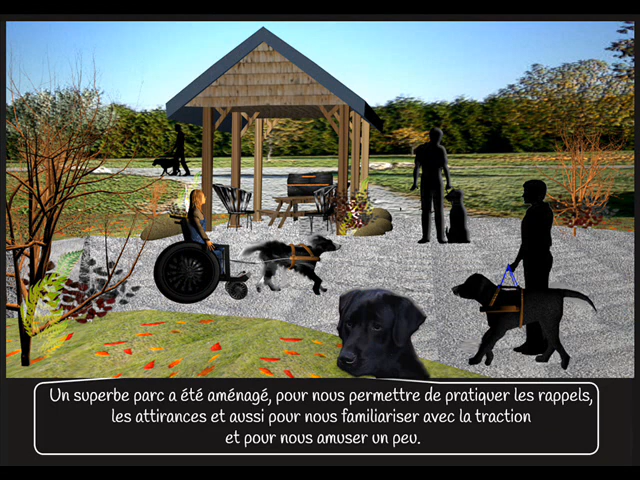 Un superbe parc a été aménagé, pour nous permettre de pratiquer les rappels,
les attirances et aussi pour nous familiariser avec la traction
et pour nous amuser un peu.